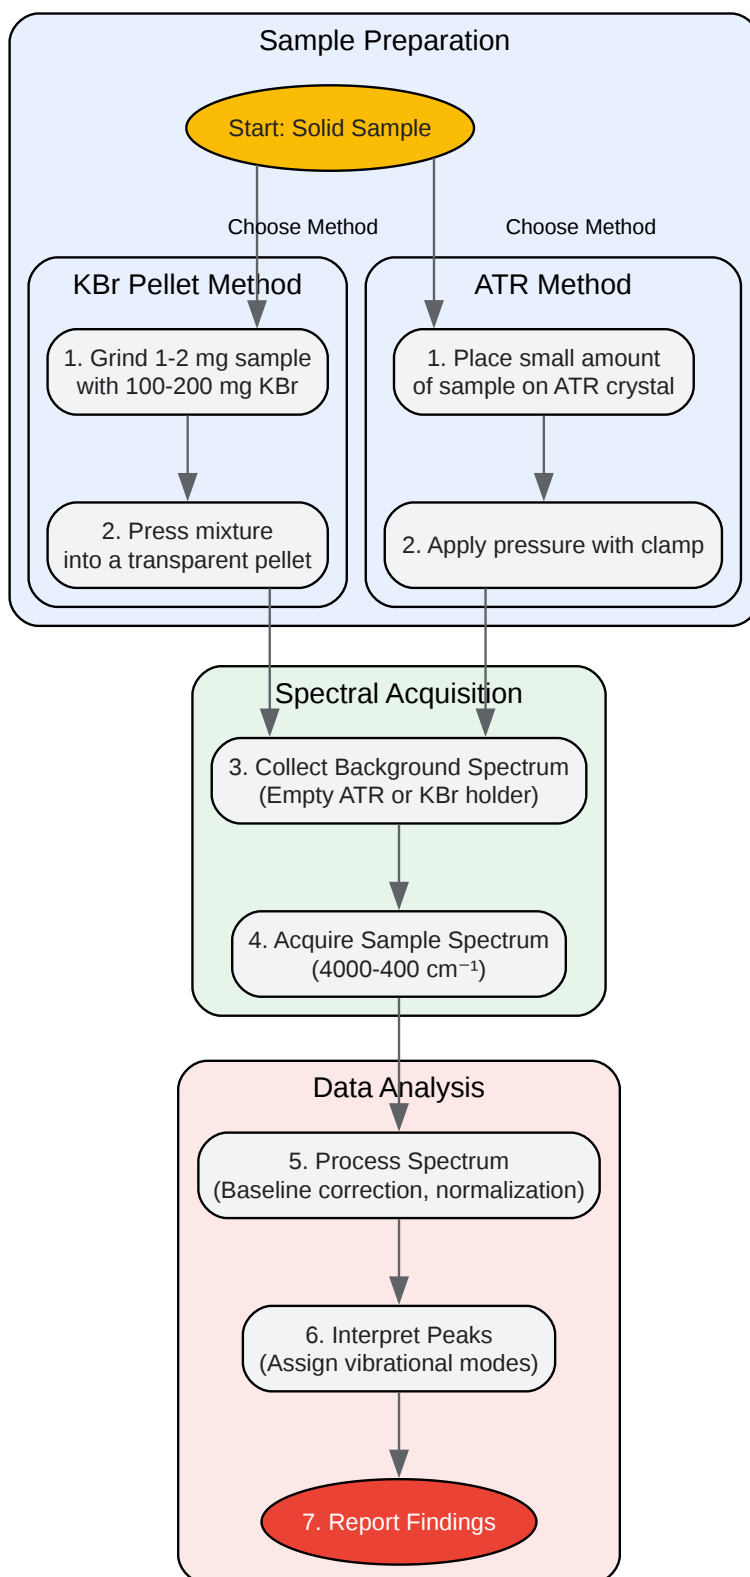 Sample Preparation
Start: Solid Sample
Choose Method
Choose Method
KBr Pellet Method
ATR Method
1. Grind 1-2 mg sample
with 100-200 mg KBr
1. Place small amount
of sample on ATR crystal
2. Press mixture
into a transparent pellet
2. Apply pressure with clamp
Spectral Acquisition
3. Collect Background Spectrum
(Empty ATR or KBr holder)
4. Acquire Sample Spectrum
(4000-400 cm⁻¹)
Data Analysis
5. Process Spectrum
(Baseline correction, normalization)
6. Interpret Peaks
(Assign vibrational modes)
7. Report Findings